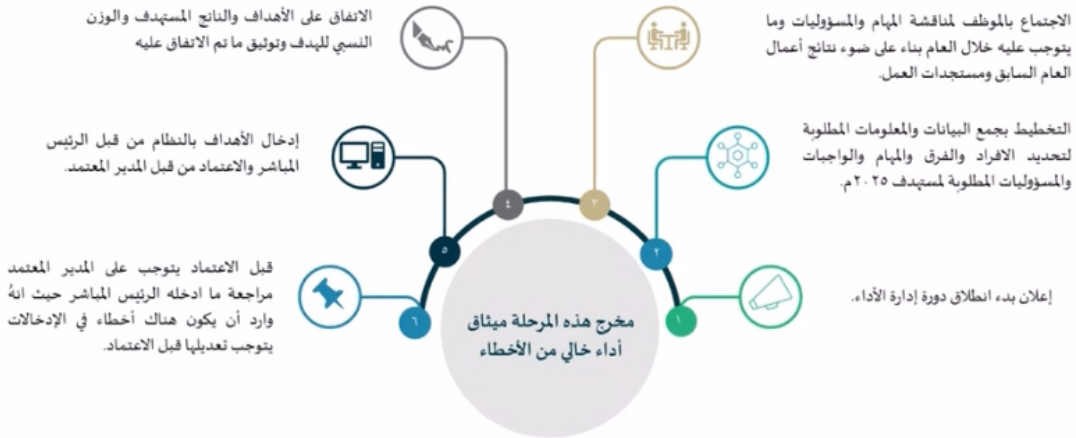 إعلان بدء انطلاق دورة إدارة الأداء.
١
التخطيط بجمع البيانات والمعلومات المطلوبة
لتحديد الافراد والفرق والمهام والواجبات
والمسؤوليات المطلوبة لمستهدف ٢٠٢٥م.
٢
الاجتماع بالموظف لمناقشة المهام والمسؤوليات وما
يتوجب عليه خلال العام بناء على ضوء نتائج أعمال
العام السابق ومستجدات العمل.
٣
الاتفاق على الأهداف والناتج المستهدف والوزن
النسبي للهدف وتوثيق ما تم الاتفاق عليه
٤
إدخال الأهداف بالنظام من قبل الرئيس
المباشر والاعتماد من قبل المدير المعتمد.
٥
قبل الاعتماد يتوجب على المدير المعتمد
مراجعة ما ادخله الرئيس المباشر حيث انهُ
وارد أن يكون هناك أخطاء في الإدخالات
يتوجب تعديلها قبل الاعتماد.
٦
مخرج هذه المرحلة ميثاق
أداء خالي من الأخطاء